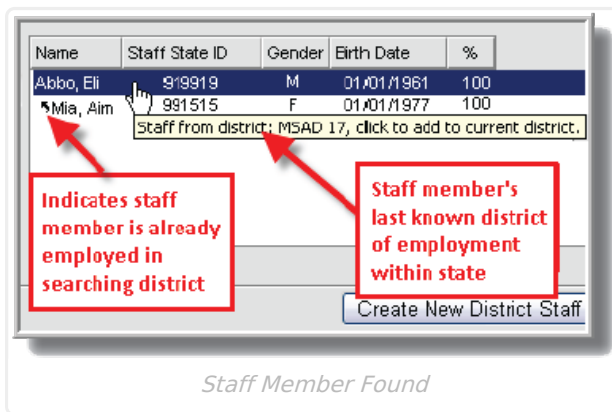 Name Staff State ID Gender Birth Date %
Abbo, Eli 919919 M 01/01/1961 100
Mia, Aim 991515 F 01/01/1977 100
Staff from district: MSAD 17, click to add to current district.
Indicates staff
member is already
employed in
searching district
Staff member's
last known district
of employment
within state
Create New District Staff
Staff Member Found